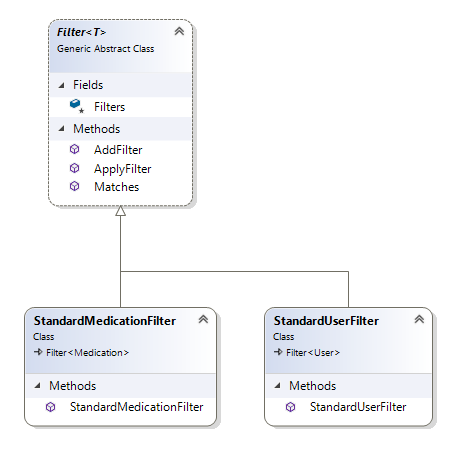 Filter<T>
Generic Abstract Class
Fields
Filters
Methods
AddFilter
ApplyFilter
Matches
StandardMedicationFilter
Class
Filter<Medication>
Methods
StandardMedicationFilter
StandardUserFilter
Class
Filter<User>
Methods
StandardUserFilter